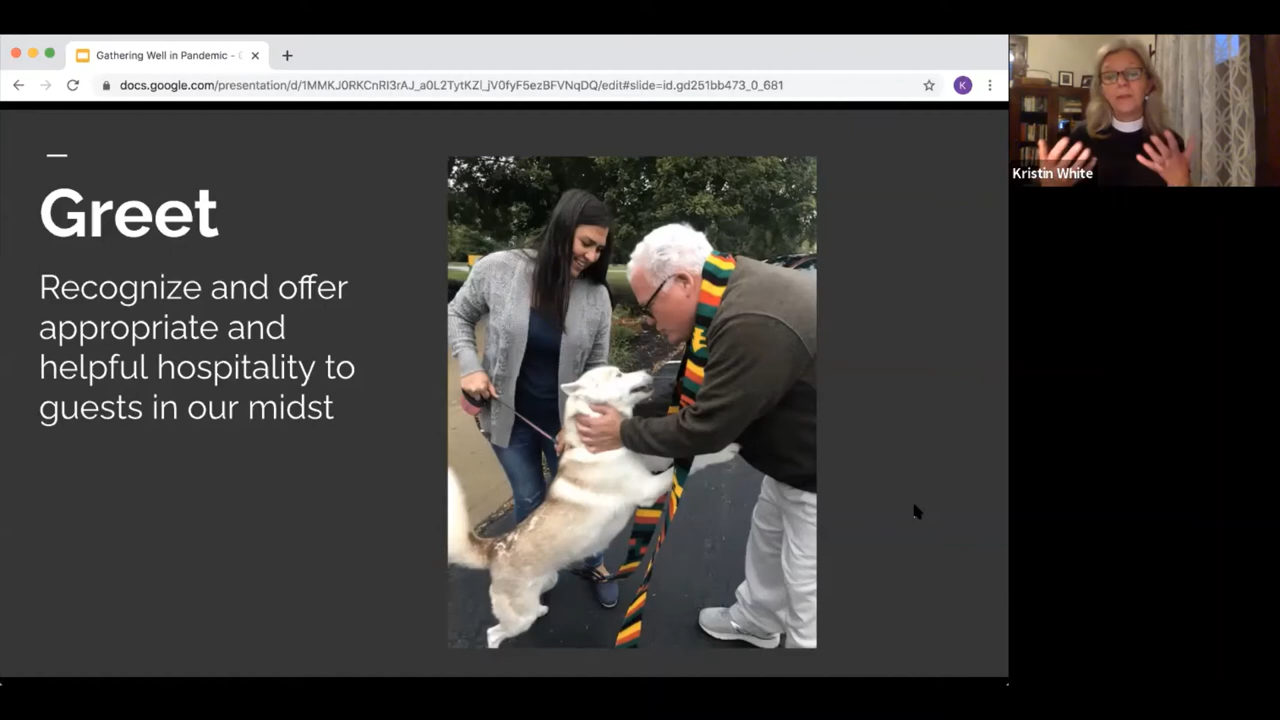 Gathering Well in Pandemic -
docs.google.com/presentation/d/1MMKJ0RKCnRI3rAJ_a0L2TytKZl_jV0fyF5ezBFVNqDQ/edit#slide=id.gd251bb473_0_681
K
Kristin White
Greet
Recognize and offer
appropriate and
helpful hospitality to
guests in our midst